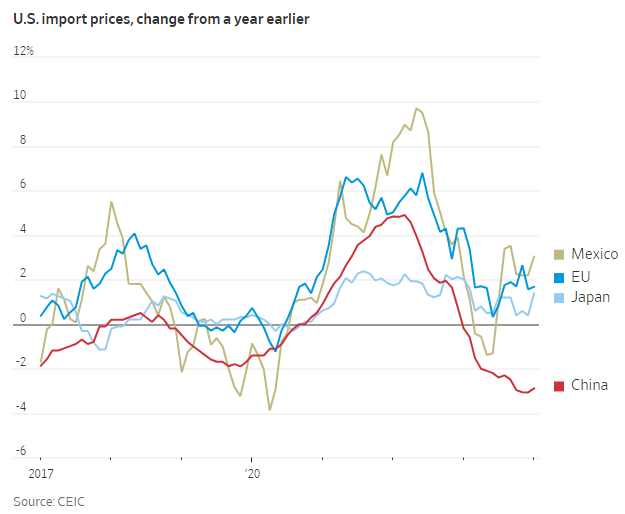 U.S. import prices, change from a year earlier
12%
10
8
6
4
2
0
-2
-4
-6
Mexico
EU
Japan
China
2017
'20
Source: CEIC